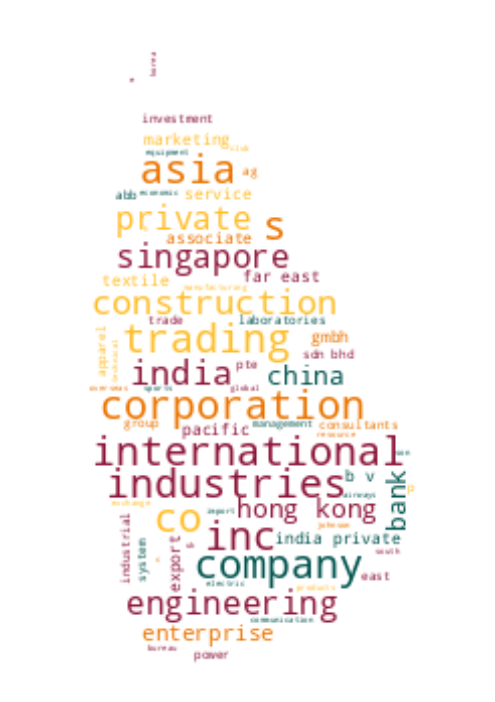 korea
investment
marketing
club
equipment
asia
ag
abb economic service
private
s
associate
singapore
far east
textile
manufacturing
construction
trade
laboratories
trading
gmbh
apparel
technical
sdn bhd
india
pte
china
overseas
sports
global
corporation
group
pacific
management
consultants
resource
international
son
industries
b v
bank
airways
p
exchange
co
import
hong kong
johnson
inc
india private
industrial
system
export
s
south
company
east
electric
products
engineering
communication
enterprise
bureau
power